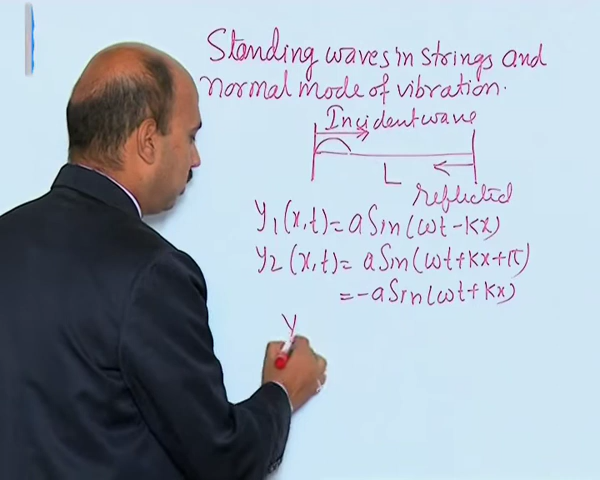 Standing waves in strings and
normal mode of vibration.
Incident wave
L
reflected
y1(x,t)=a Sin(ωt-kx)
y2(x,t)= a Sin(ωt+kx+π)
=-a Sin(ωt+kx)
y